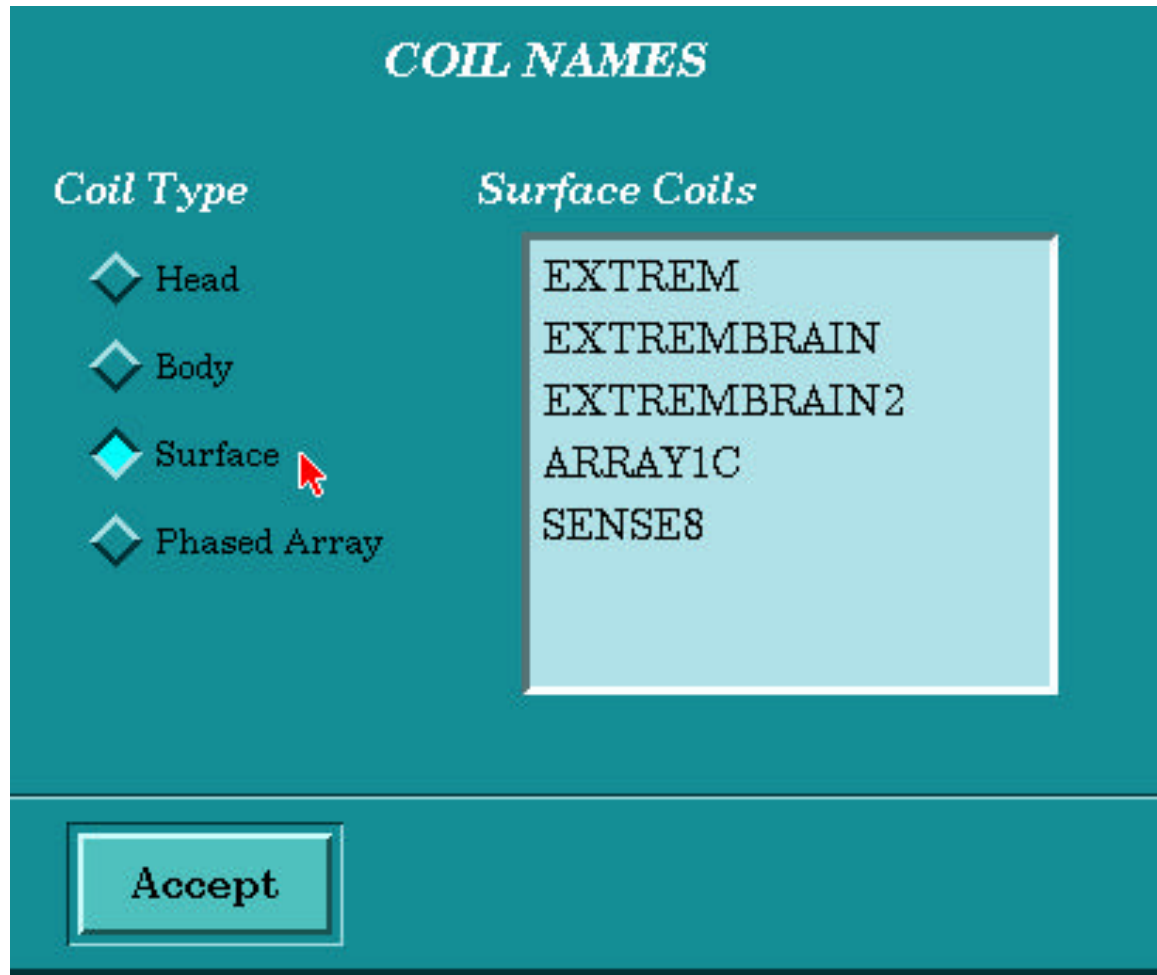 COIL NAMES
Coil Type
Head
Body
Surface
Phased Array
Surface Coils
EXTREM
EXTREMBRAIN
EXTREMBRAIN2
ARRAY1C
SENSE8
Accept